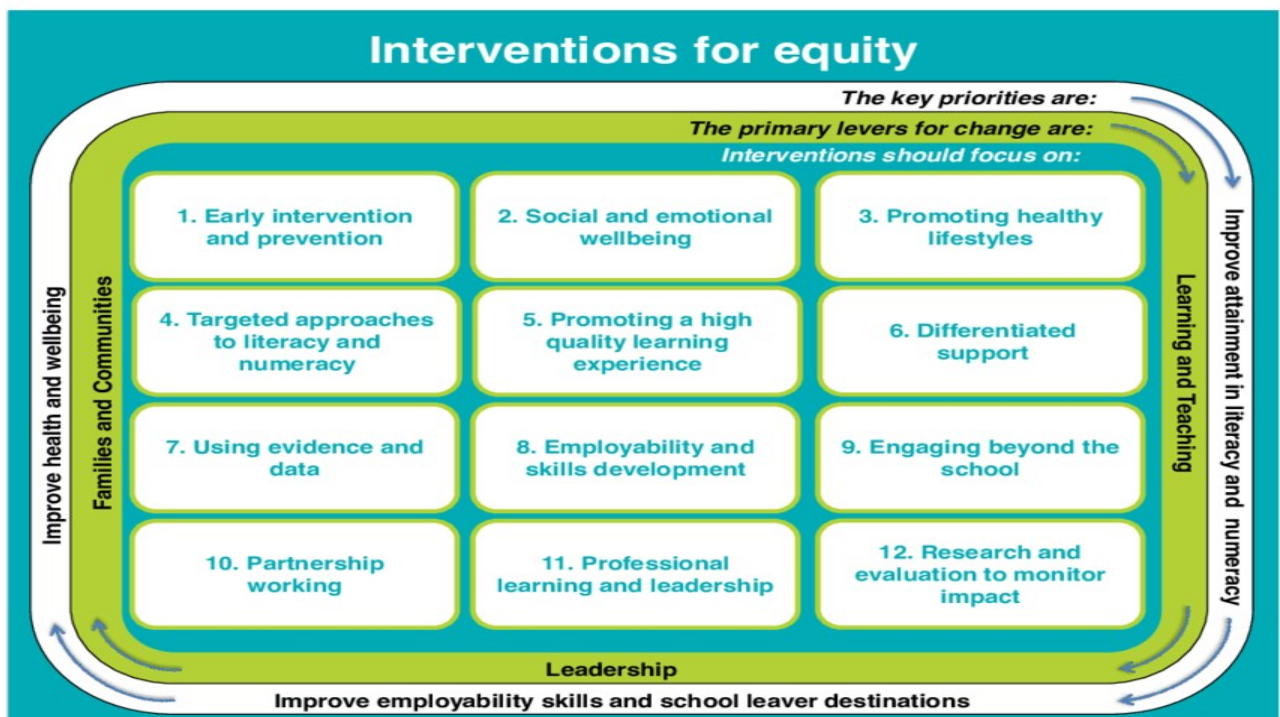 Interventions for equity
The key priorities are:
The primary levers for change are:
Interventions should focus on:
1. Early intervention
and prevention
2. Social and emotional
wellbeing
3. Promoting healthy
lifestyles
4. Targeted approaches
to literacy and
numeracy
5. Promoting a high
quality learning
experience
6. Differentiated
support
7. Using evidence and
data
8. Employability and
skills development
9. Engaging beyond the
school
10. Partnership
working
11. Professional
learning and leadership
12. Research and
evaluation to monitor
impact
Improve attainment in literacy and numeracy
Learning and Teaching
Leadership
Improve employability skills and school leaver destinations
Families and Communities
Improve health and wellbeing